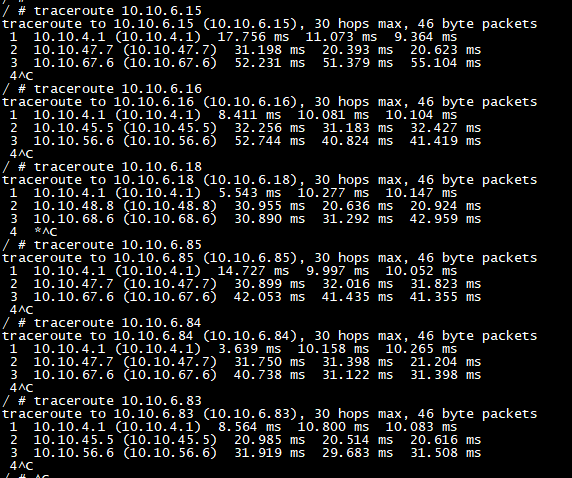 / #
/ # traceroute 10.10.6.15
traceroute to 10.10.6.15 (10.10.6.15), 30 hops max, 46 byte packets
1 10.10.4.1 (10.10.4.1) 17.756 ms 11.073 ms 9.364 ms
2 10.10.47.7 (10.10.47.7) 31.198 ms 20.393 ms 20.623 ms
3 10.10.67.6 (10.10.67.6) 52.231 ms 51.379 ms 55.104 ms
4^C
/ # traceroute 10.10.6.16
traceroute to 10.10.6.16 (10.10.6.16), 30 hops max, 46 byte packets
1 10.10.4.1 (10.10.4.1) 8.411 ms 10.081 ms 10.104 ms
2 10.10.45.5 (10.10.45.5) 32.256 ms 31.183 ms 32.427 ms
3 10.10.56.6 (10.10.56.6) 52.744 ms 40.824 ms 41.419 ms
4^C
/ # traceroute 10.10.6.18
traceroute to 10.10.6.18 (10.10.6.18), 30 hops max, 46 byte packets
1 10.10.4.1 (10.10.4.1) 5.543 ms 10.277 ms 10.147 ms
2 10.10.48.8 (10.10.48.8) 30.955 ms 20.636 ms 20.924 ms
3 10.10.68.6 (10.10.68.6) 30.890 ms 31.292 ms 42.959 ms
4 *^C
/ # traceroute 10.10.6.85
traceroute to 10.10.6.85 (10.10.6.85), 30 hops max, 46 byte packets
1 10.10.4.1 (10.10.4.1) 14.727 ms 9.997 ms 10.052 ms
2 10.10.47.7 (10.10.47.7) 30.899 ms 32.016 ms 31.823 ms
3 10.10.67.6 (10.10.67.6) 42.053 ms 41.435 ms 41.355 ms
4^C
/ # traceroute 10.10.6.84
traceroute to 10.10.6.84 (10.10.6.84), 30 hops max, 46 byte packets
1 10.10.4.1 (10.10.4.1) 3.639 ms 10.158 ms 10.265 ms
2 10.10.47.7 (10.10.47.7) 31.750 ms 31.398 ms 21.204 ms
3 10.10.67.6 (10.10.67.6) 40.738 ms 31.122 ms 31.398 ms
4^C
/ # traceroute 10.10.6.83
traceroute to 10.10.6.83 (10.10.6.83), 30 hops max, 46 byte packets
1 10.10.4.1 (10.10.4.1) 8.564 ms 10.800 ms 10.083 ms
2 10.10.45.5 (10.10.45.5) 20.985 ms 20.514 ms 20.616 ms
3 10.10.56.6 (10.10.56.6) 31.919 ms 29.683 ms 31.508 ms
4^C
/ # ^C